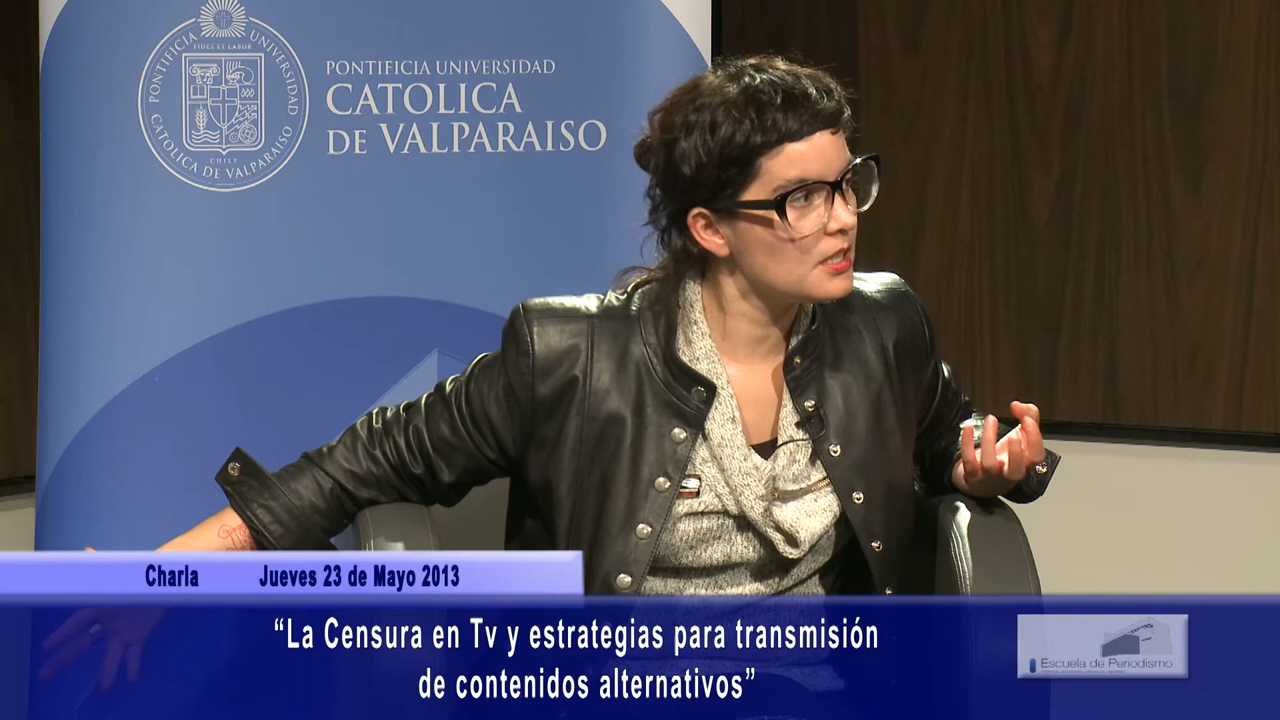 PONTIFICIA UNIVERSIDAD
CATOLICA
DE VALPARAISO
PONTIFICIA UNIVERSIDAD
CATOLICA DE VALPARAISO
FIDES ET LABOR
CHILE
Charla Jueves 23 de Mayo 2013
“La Censura en Tv y estrategias para transmisión
de contenidos alternativos”
Escuela de Periodismo